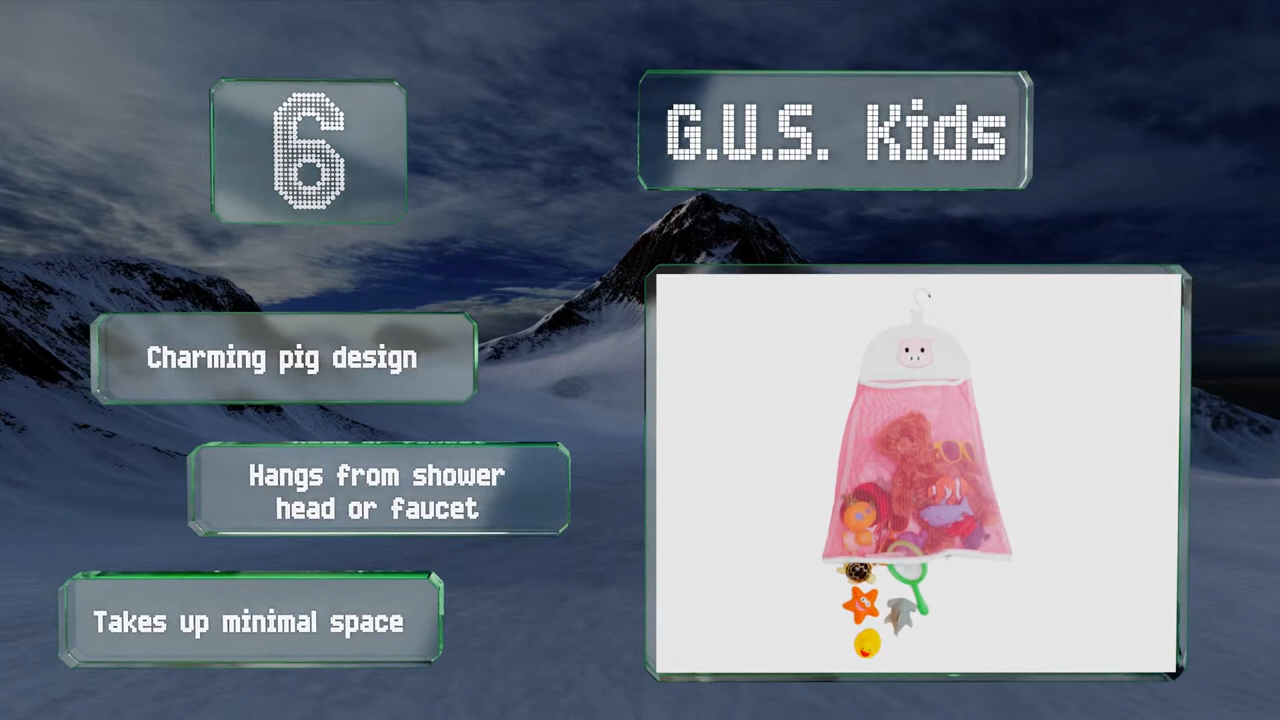 6
G.U.S. Kids
Charming pig design
Hangs from shower
head or faucet
Takes up minimal space